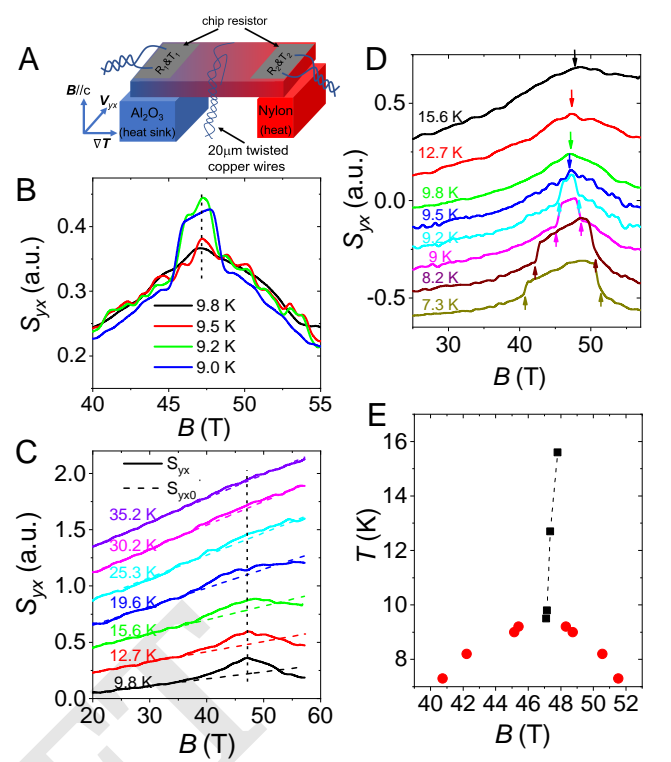 A
chip resistor
R₁&T₁
R₂&T₂
B//c
V_yx
∇T
Al₂O₃
(heat sink)
Nylon
(heat)
20μm twisted
copper wires
B
S_yx (a.u.)
0.4
0.3
0.2
9.8 K
9.5 K
9.2 K
9.0 K
40 45 50 55
B (T)
C
S_yx (a.u.)
2.0
1.5
1.0
0.5
0.0
S_yx
S_yx0
35.2 K
30.2 K
25.3 K
19.6 K
15.6 K
12.7 K
9.8 K
20 30 40 50 60
B (T)
D
S_yx (a.u.)
0.5
0.0
-0.5
15.6 K
12.7 K
9.8 K
9.5 K
9.2 K
9 K
8.2 K
7.3 K
30 40 50
B (T)
E
T (K)
16
14
12
10
8
40 42 44 46 48 50 52
B (T)